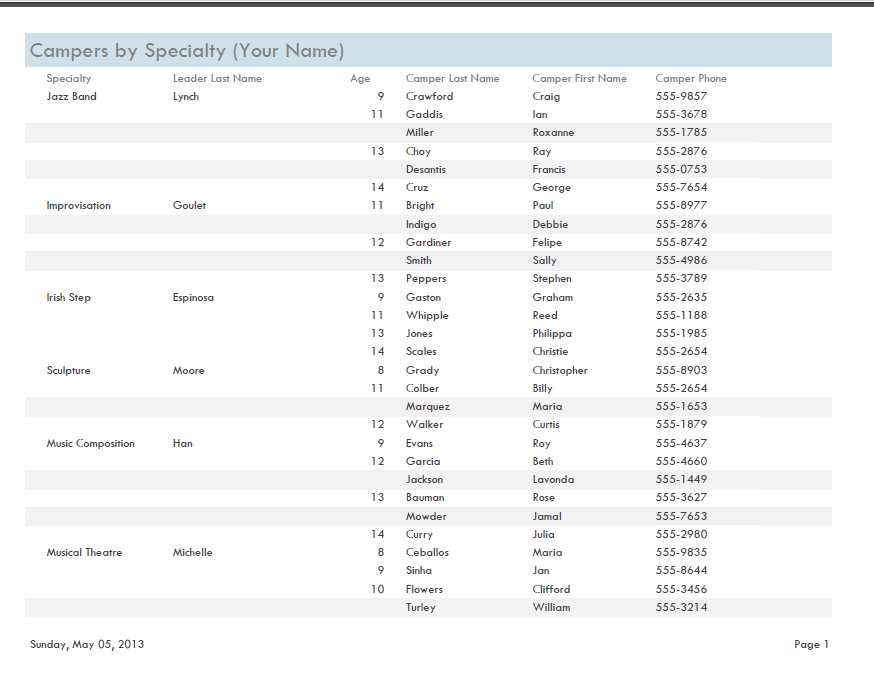 Campers by Specialty (Your Name)
Specialty Leader Last Name Age Camper Last Name Camper First Name Camper Phone
Jazz Band Lynch 9 Crawford Craig 555-9857
11 Gaddis Ian 555-3678
Miller Roxanne 555-1785
13 Choy Ray 555-2876
Desantis Francis 555-0753
14 Cruz George 555-7654
Improvisation Goulet 11 Bright Paul 555-8977
Indigo Debbie 555-2876
12 Gardiner Felipe 555-8742
Smith Sally 555-4986
13 Peppers Stephen 555-3789
Irish Step Espinosa 9 Gaston Graham 555-2635
11 Whipple Reed 555-1188
13 Jones Philippa 555-1985
14 Scales Christie 555-2654
Sculpture Moore 8 Grady Christopher 555-8903
11 Colber Billy 555-2654
Marquez Maria 555-1653
12 Walker Curtis 555-1879
Music Composition Han 9 Evans Roy 555-4637
12 Garcia Beth 555-4660
Jackson Lavonda 555-1449
13 Bauman Rose 555-3627
Mowder Jamal 555-7653
14 Curry Julia 555-2980
Musical Theatre Michelle 8 Ceballos Maria 555-9835
9 Sinha Jan 555-8644
10 Flowers Clifford 555-3456
Turley William 555-3214
Sunday, May 05, 2013 Page 1